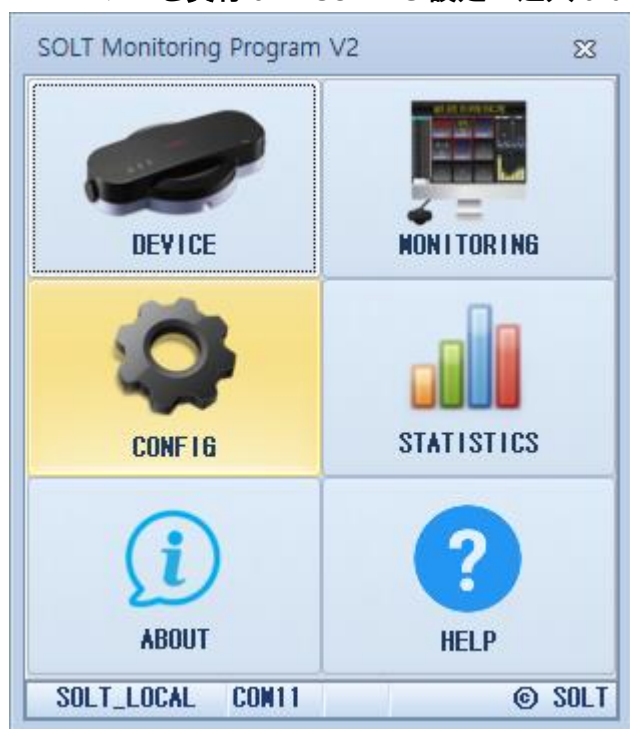 SOLT Monitoring Program V2
DEVICE
MONITORING
CONFIG
STATISTICS
ABOUT
HELP
SOLT_LOCAL COM11 © SOLT